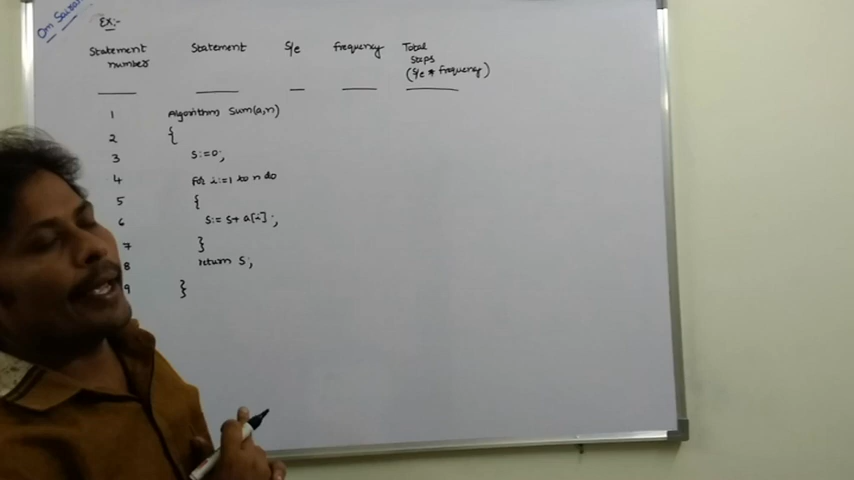 Om Sairam
Ex:-
Statement number	Statement	S/e	frequency	Total Steps (S/e * frequency)
1	Algorithm Sum(a,n)
2	{
3	S:=0;
4	for i:=1 to n do
5	{
6	S:= S+ a[i];
7	}
8	return S;
9	}